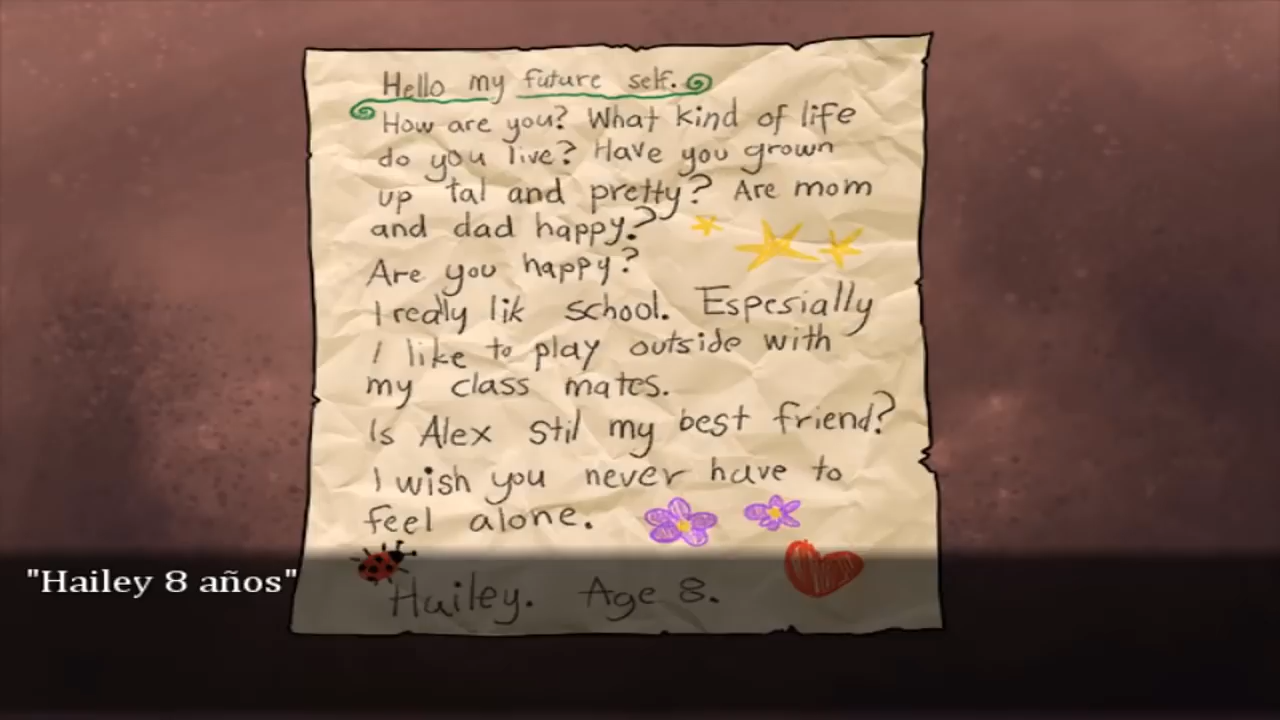 Hello my future self.
How are you? What kind of life
do you live? Have you grown
up tal and pretty? Are mom
and dad happy?
Are you happy?
I really lik school. Espesially
I like to play outside with
my class mates.
Is Alex stil my best friend?
I wish you never have to
feel alone.
"Hailey 8 años"
Hailey. Age 8.